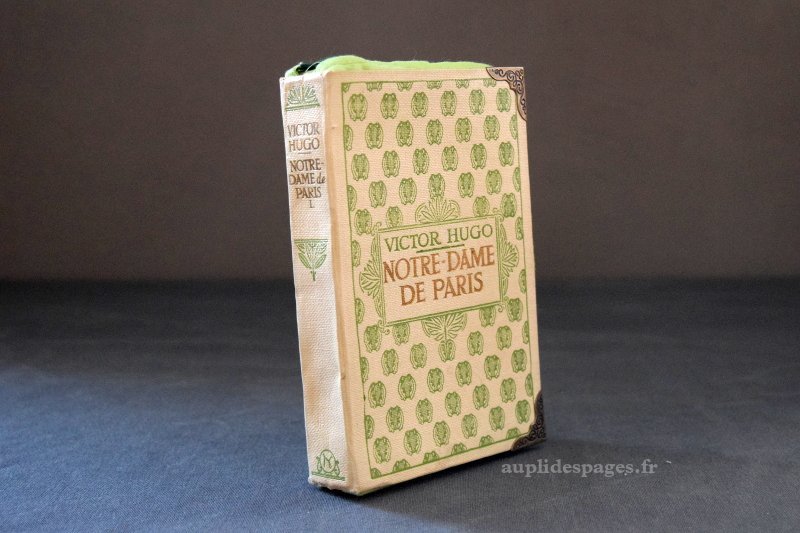 VICTOR
HUGO
NOTRE-
DAME de
PARIS
I.
VICTOR HUGO
NOTRE-DAME
DE PARIS
auplidespages.fr